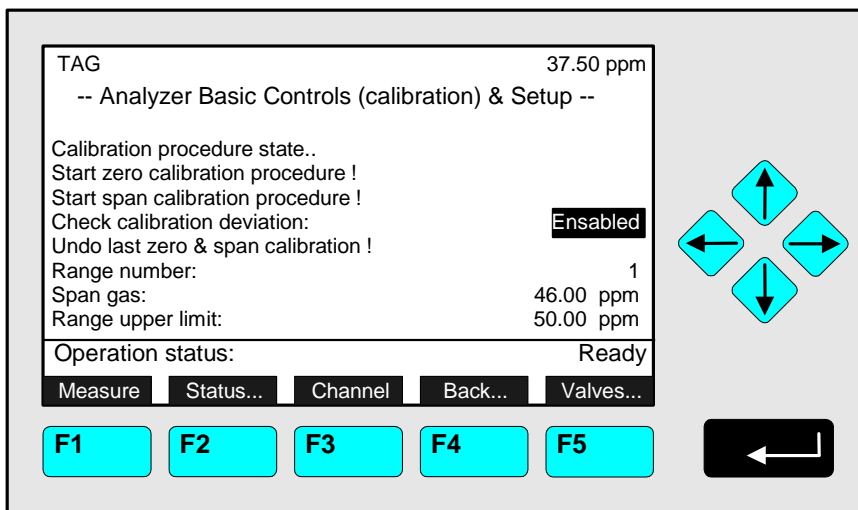 TAG 37.50 ppm
-- Analyzer Basic Controls (calibration) & Setup --
Calibration procedure state..
Start zero calibration procedure !
Start span calibration procedure !
Check calibration deviation: Ensabled
Undo last zero & span calibration !
Range number: 1
Span gas: 46.00 ppm
Range upper limit: 50.00 ppm
Operation status: Ready
Measure Status... Channel Back... Valves...
F1 F2 F3 F4 F5